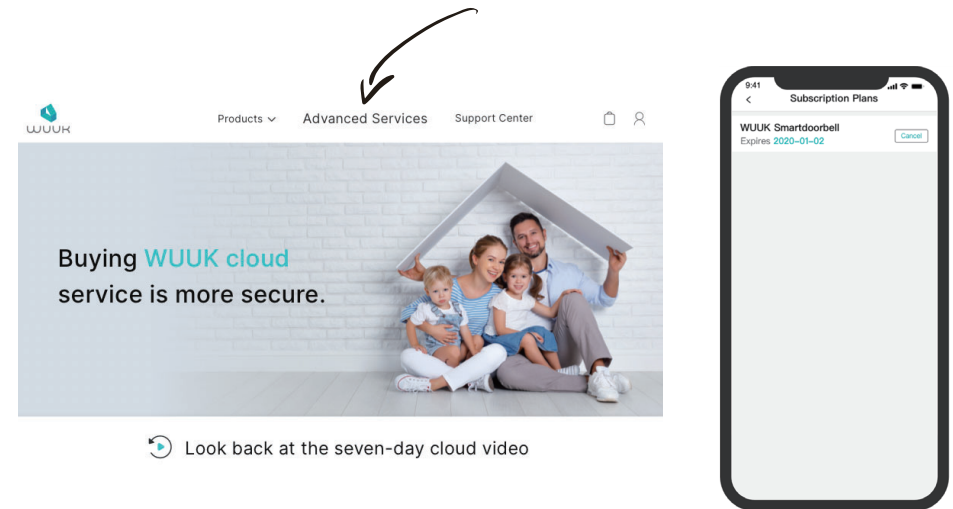 WUUK
Products
Advanced Services
Support Center
Buying WUUK cloud
service is more secure.
Look back at the seven-day cloud video
9:41
Subscription Plans
WUUK Smartdoorbell
Expires 2020-01-02
Cancel